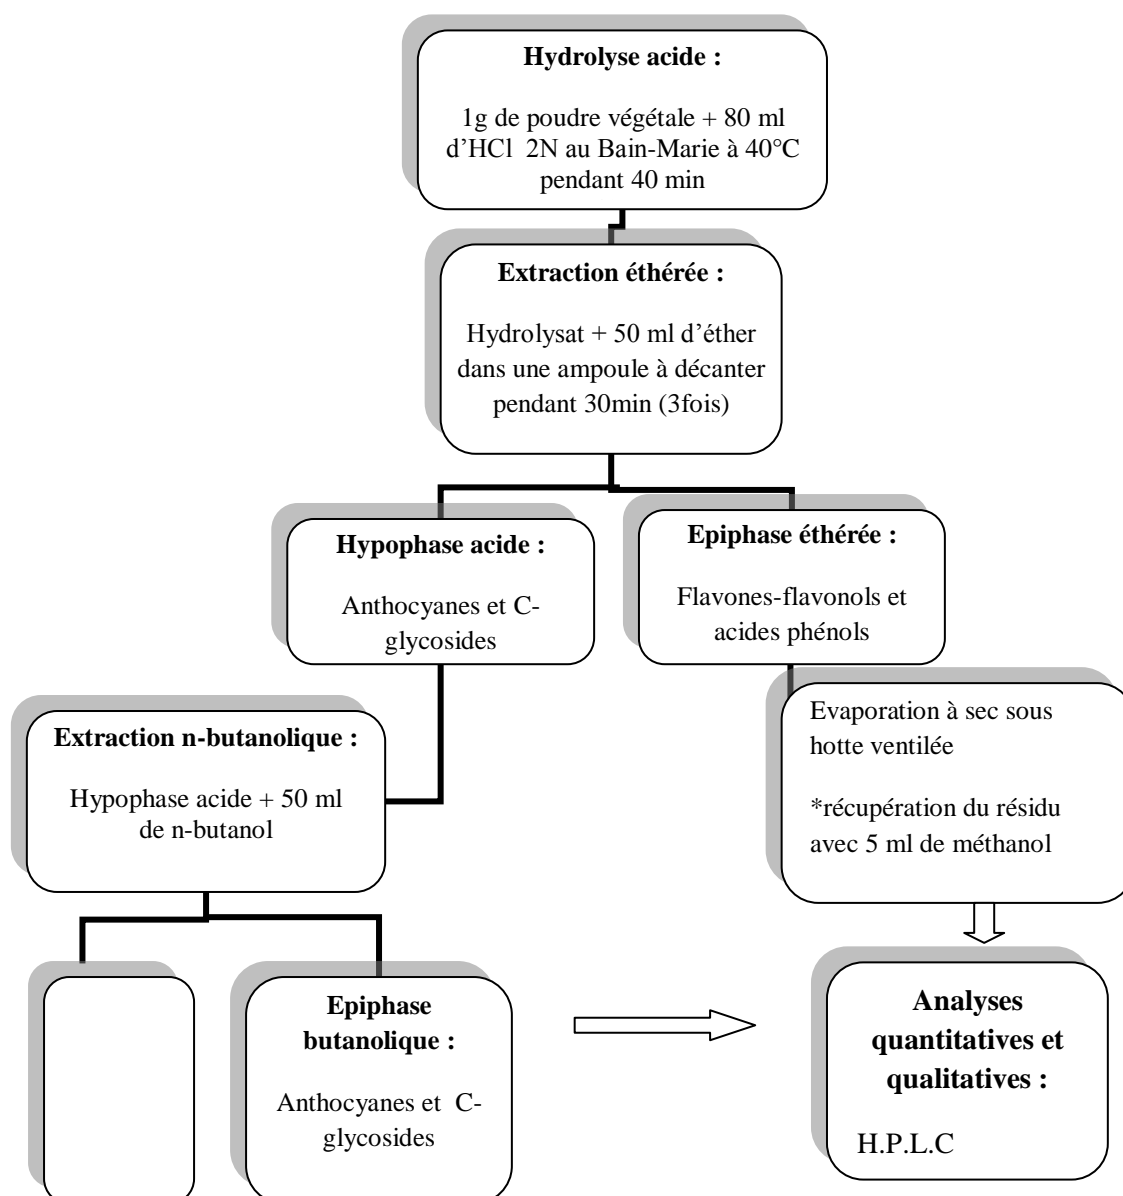 Hydrolyse acide :
1g de poudre végétale + 80 ml
d’HCl 2N au Bain-Marie à 40°C
pendant 40 min
Extraction éthérée :
Hydrolysat + 50 ml d’éther
dans une ampoule à décanter
pendant 30min (3fois)
Hypophase acide :
Anthocyanes et C-
glycosides
Epiphase éthérée :
Flavones-flavonols et
acides phénols
Extraction n-butanolique :
Hypophase acide + 50 ml
de n-butanol
Evaporation à sec sous
hotte ventilée
*récupération du résidu
avec 5 ml de méthanol
Epiphase
butanolique :
Anthocyanes et C-
glycosides
Analyses
quantitatives et
qualitatives :
H.P.L.C